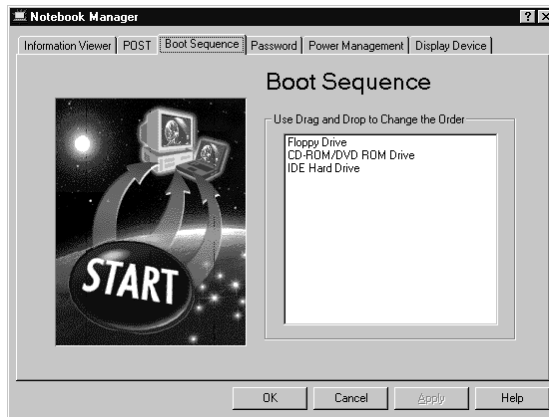 Notebook Manager
Information Viewer POST Boot Sequence Password Power Management Display Device
Boot Sequence
Use Drag and Drop to Change the Order
Floppy Drive
CD-ROM/DVD ROM Drive
IDE Hard Drive
START
OK Cancel Apply Help